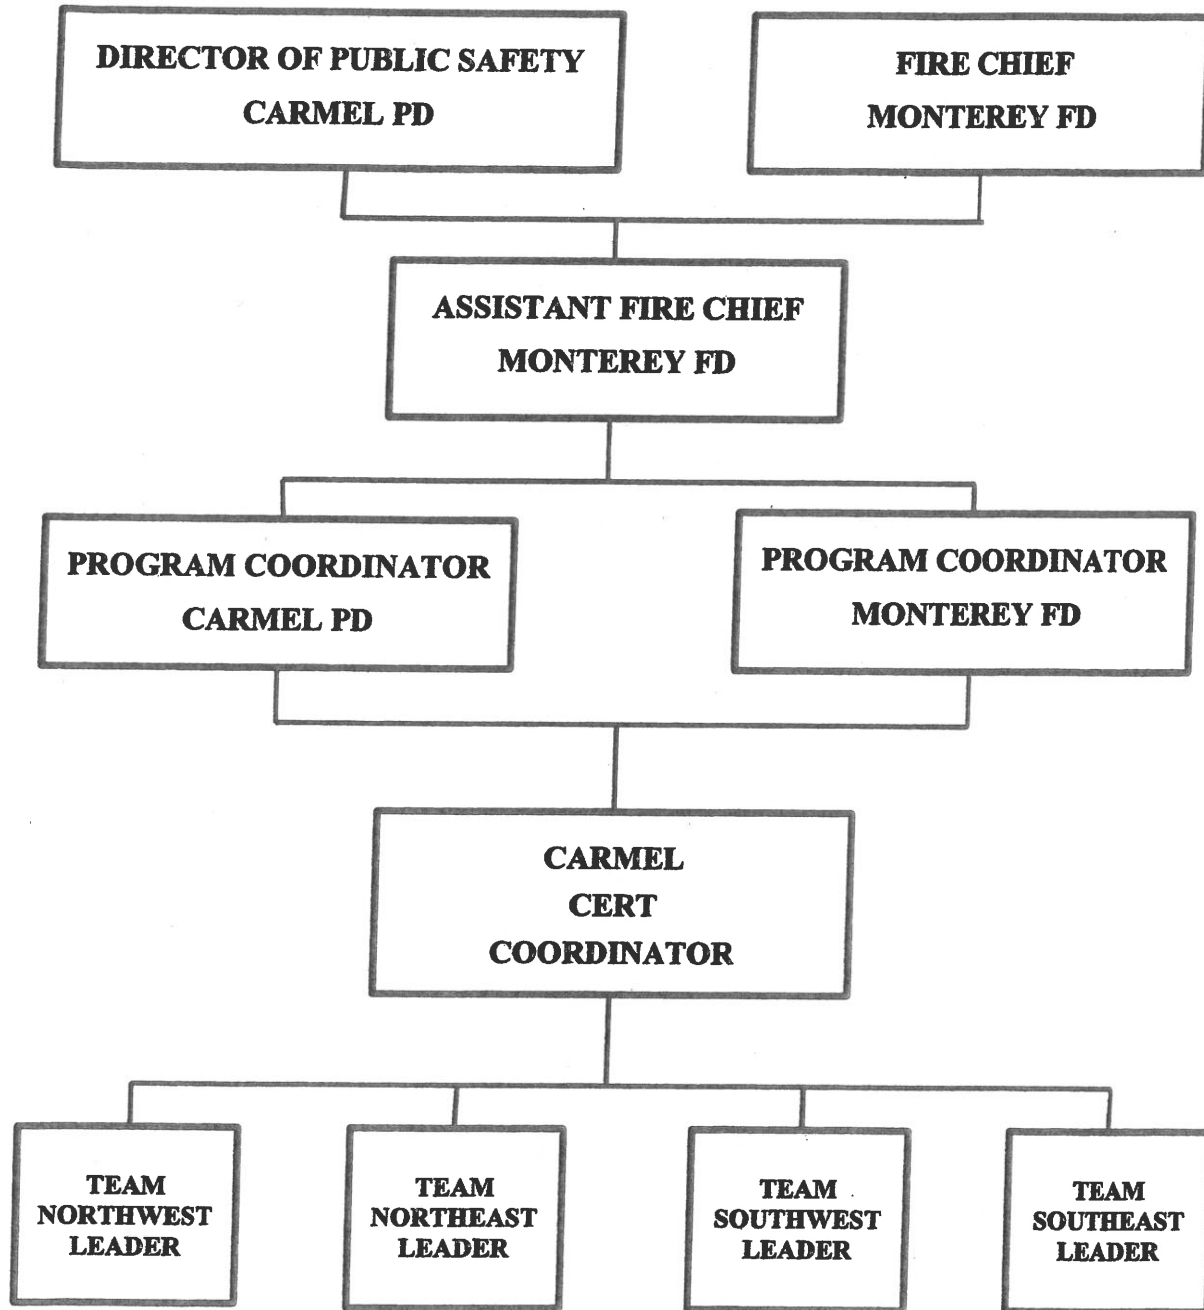 DIRECTOR OF PUBLIC SAFETY
CARMEL PD
FIRE CHIEF
MONTEREY FD
ASSISTANT FIRE CHIEF
MONTEREY FD
PROGRAM COORDINATOR
CARMEL PD
PROGRAM COORDINATOR
MONTEREY FD
CARMEL
CERT
COORDINATOR
TEAM
NORTHWEST
LEADER
TEAM
NORTHEAST
LEADER
TEAM
SOUTHWEST
LEADER
TEAM
SOUTHEAST
LEADER